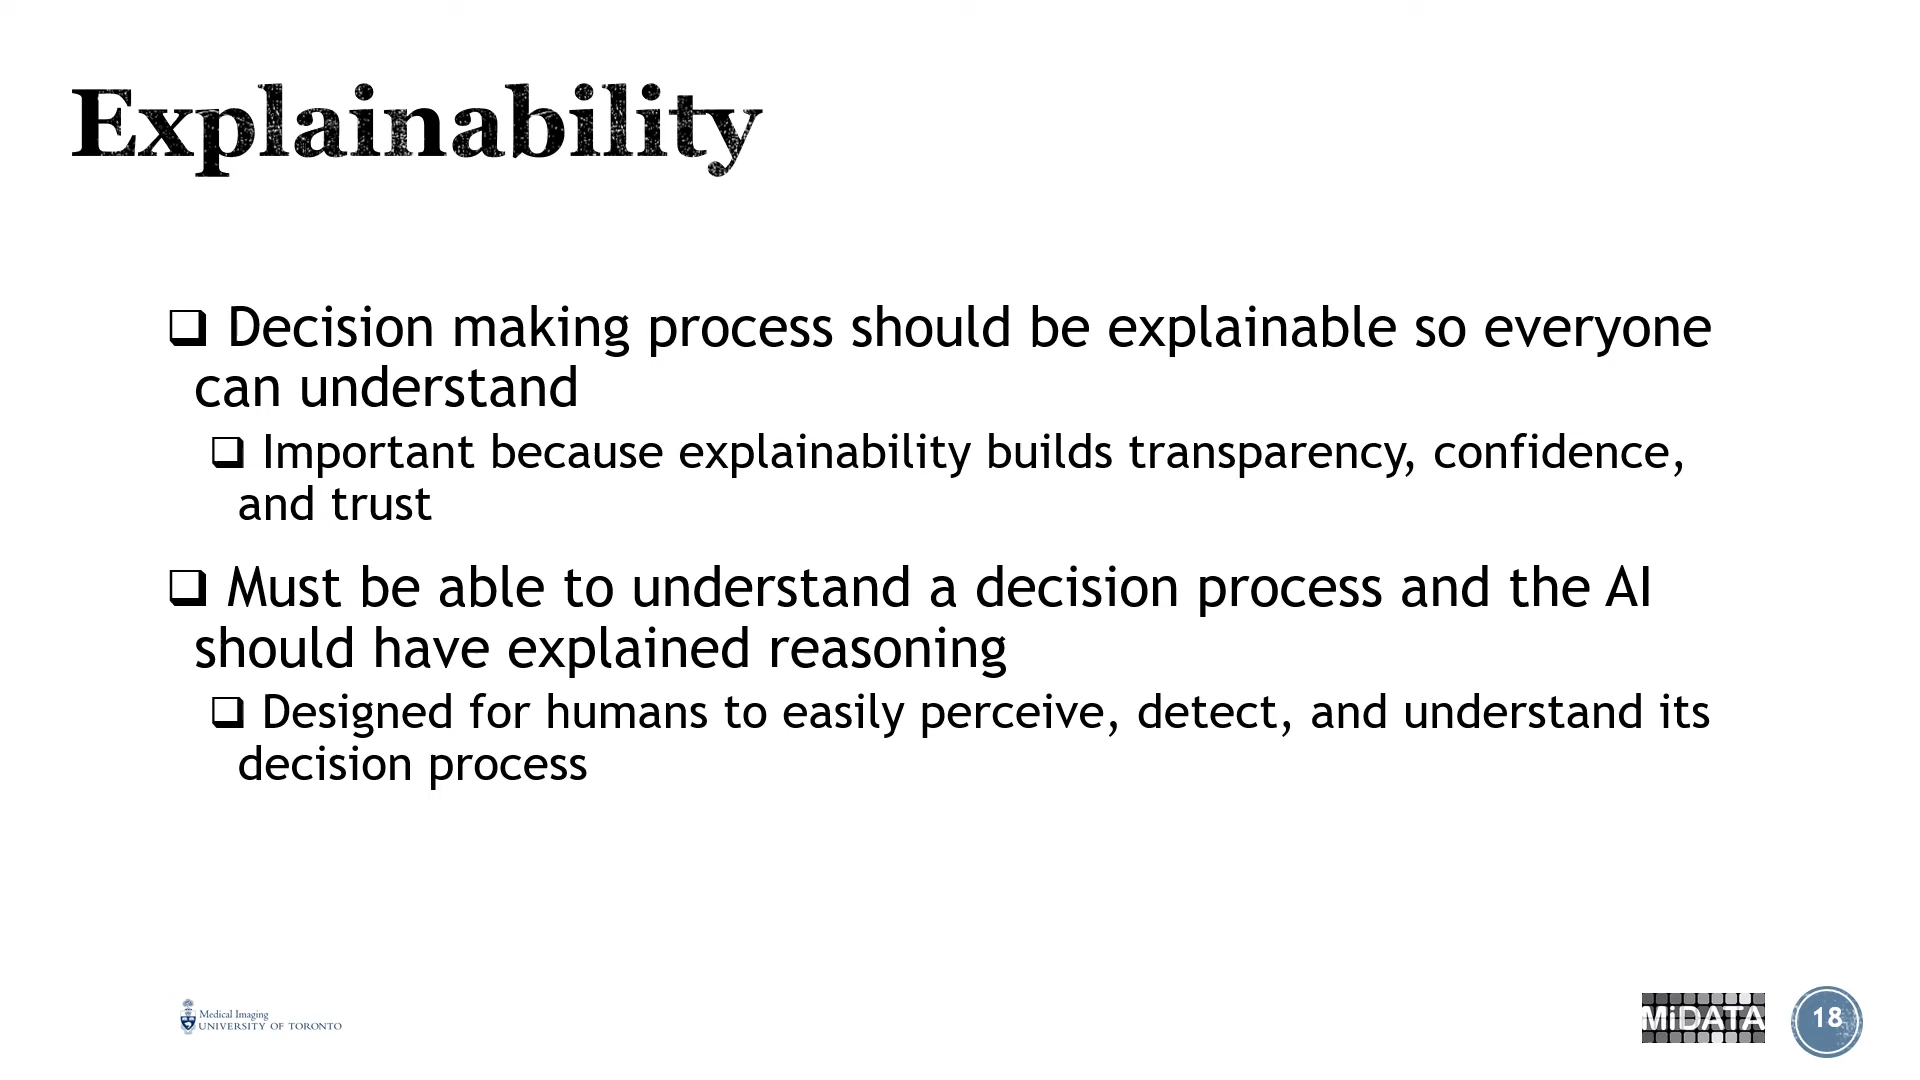 Explainability
❑ Decision making process should be explainable so everyone
can understand
❑ Important because explainability builds transparency, confidence,
and trust
❑ Must be able to understand a decision process and the AI
should have explained reasoning
❑ Designed for humans to easily perceive, detect, and understand its
decision process
Medical Imaging
UNIVERSITY OF TORONTO
MiDATA
18